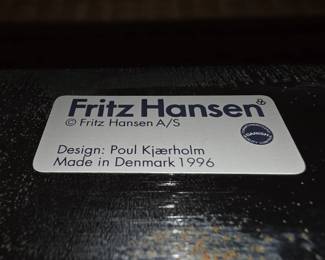 Fritz Hansen
© Fritz Hansen A/S
Design: Poul Kjærholm
Made in Denmark 1996